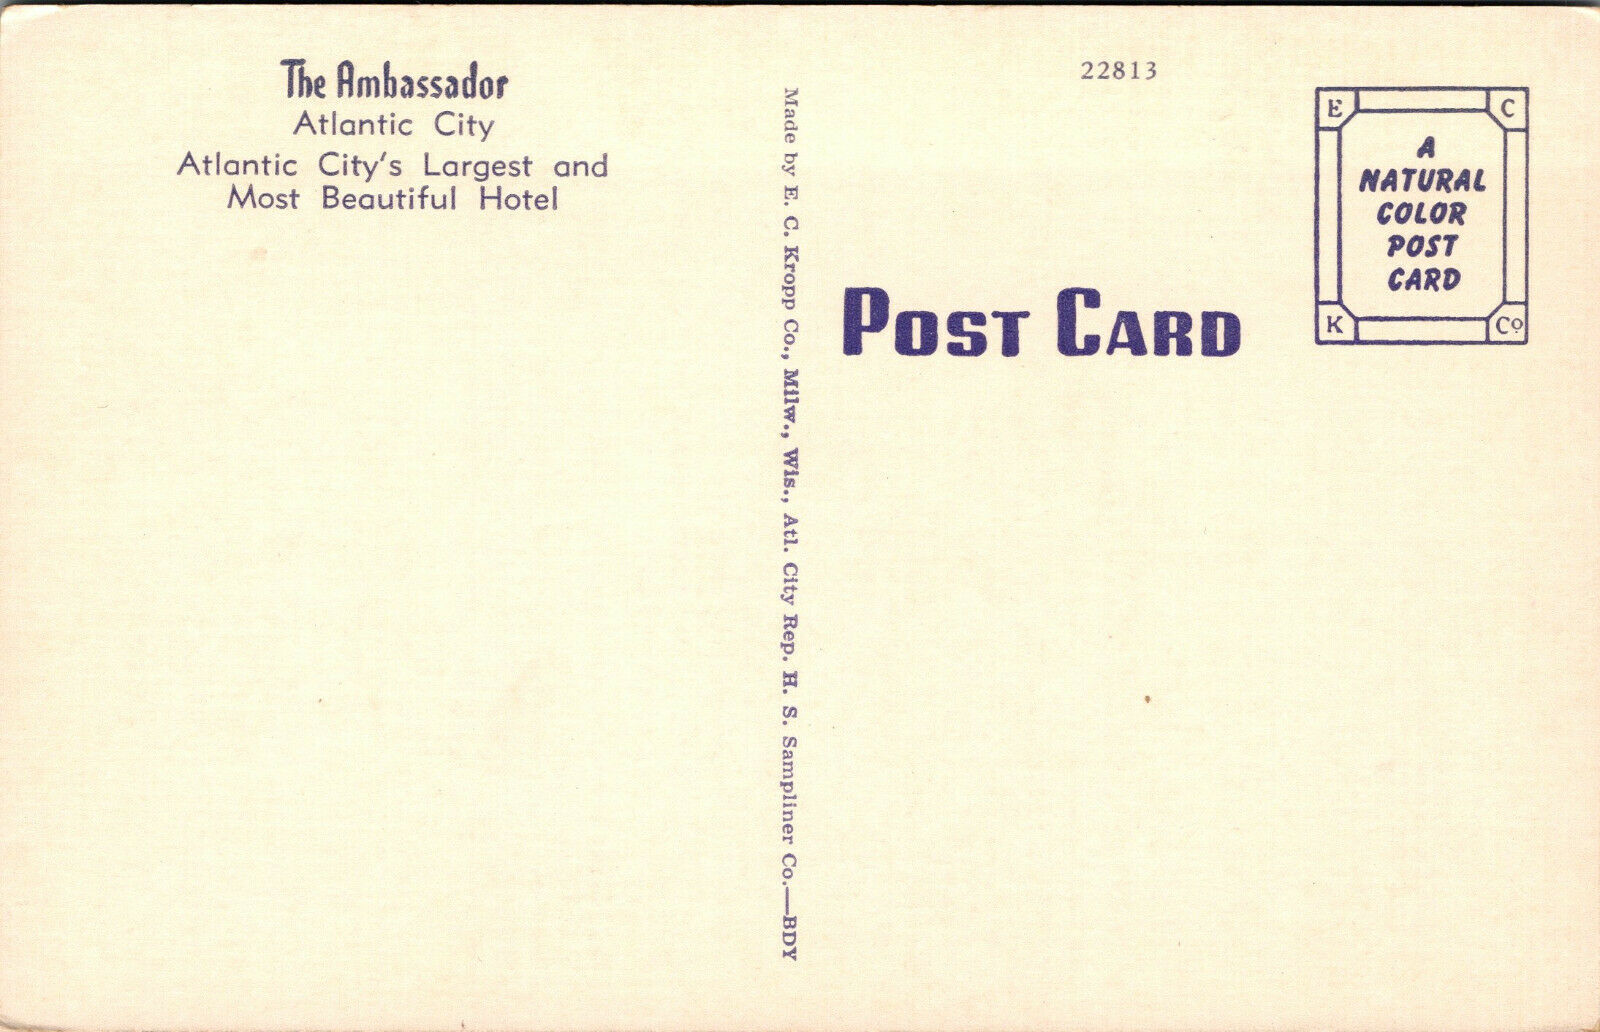 The Ambassador
Atlantic City
Atlantic City's Largest and
Most Beautiful Hotel
Made by E. C. Kropp Co., Milw., Wis., Atl. City Rep. H. S. Sampliner Co.—BDY
22813
POST CARD
E C
A
NATURAL
COLOR
POST
CARD
K Co